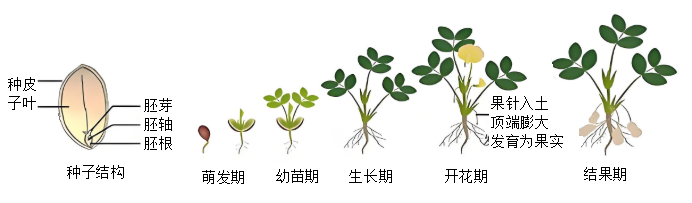 种皮
子叶
胚芽
胚轴
胚根
种子结构
萌发期
幼苗期
生长期
开花期
果针入土
顶端膨大
发育为果实
结果期